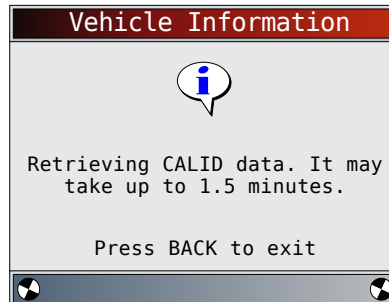 Vehicle Information
i
Retrieving CALID data. It may
take up to 1.5 minutes.
Press BACK to exit